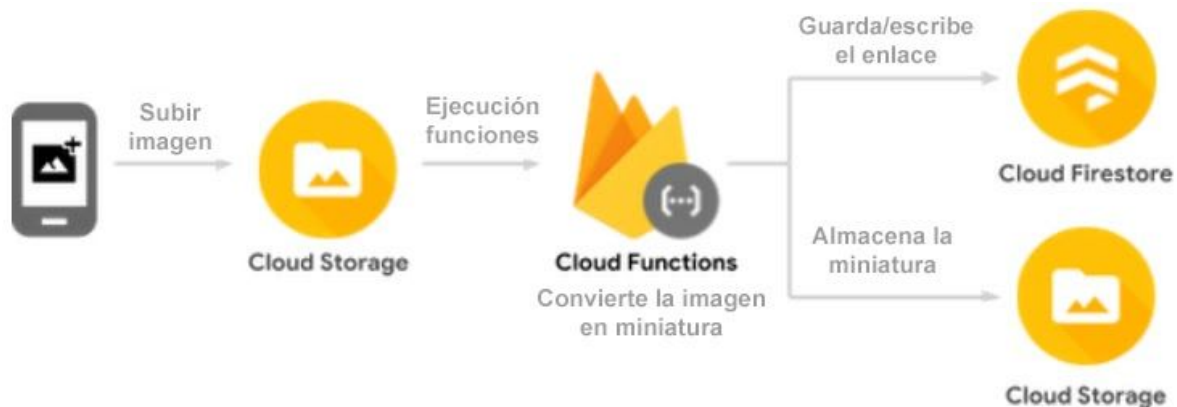 Subir
imagen
Cloud Storage
Ejecución
funciones
Cloud Functions
Convierte la imagen
en miniatura
Guarda/escribe
el enlace
Cloud Firestore
Almacena la
miniatura
Cloud Storage